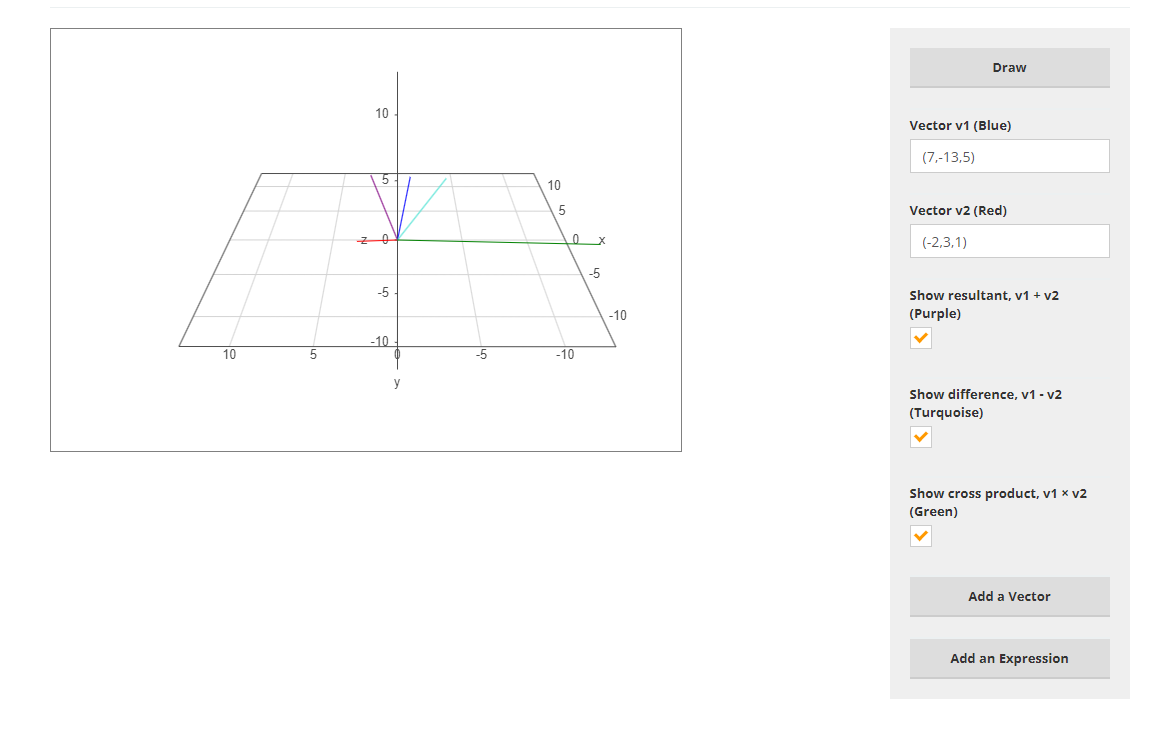 10
5
0
-5
-10
z
x
10
5
0
-5
-10
10
5
0
-5
-10
y
Draw
Vector v1 (Blue)
(7,-13,5)
Vector v2 (Red)
(-2,3,1)
Show resultant, v1 + v2
(Purple)
Show difference, v1 - v2
(Turquoise)
Show cross product, v1 × v2
(Green)
Add a Vector
Add an Expression